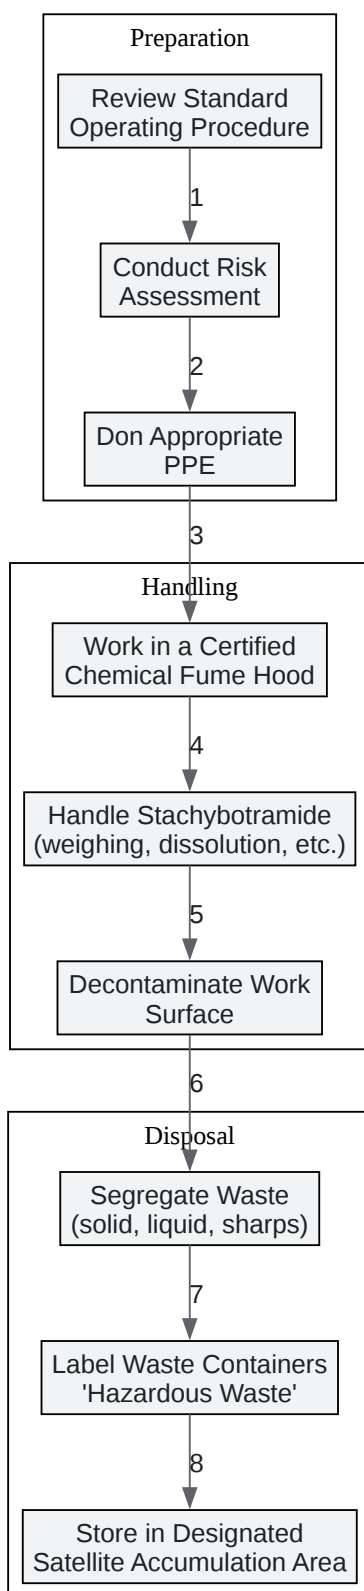 Preparation
Review Standard
Operating Procedure
1
Conduct Risk
Assessment
2
Don Appropriate
PPE
3
Handling
Work in a Certified
Chemical Fume Hood
4
Handle Stachybotramide
(weighing, dissolution, etc.)
5
Decontaminate Work
Surface
6
Disposal
Segregate Waste
(solid, liquid, sharps)
7
Label Waste Containers
'Hazardous Waste'
8
Store in Designated
Satellite Accumulation Area